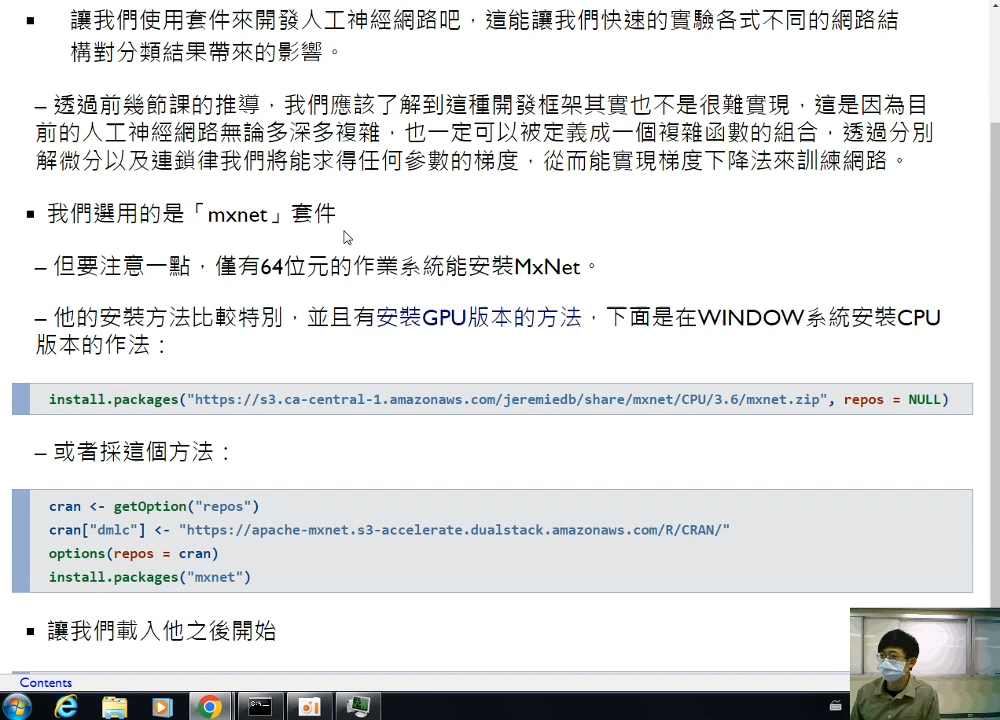 讓我們使用套件來開發人工神經網路吧，這能讓我們快速的實驗各式不同的網路結
構對分類結果帶來的影響。
– 透過前幾節課的推導，我們應該了解到這種開發框架其實也不是很難實現，這是因為目
前的人工神經網路無論多深多複雜，也一定可以被定義成一個複雜函數的組合，透過分別
解微分以及連鎖律我們將能求得任何參數的梯度，從而能實現梯度下降法來訓練網路。
我們選用的是「mxnet」套件
– 但要注意一點，僅有64位元的作業系統能安裝MxNet。
– 他的安裝方法比較特別，並且有安裝GPU版本的方法，下面是在WINDOW系統安裝CPU
版本的作法：
install.packages("https://s3.ca-central-1.amazonaws.com/jeremiedb/share/mxnet/CPU/3.6/mxnet.zip", repos = NULL)
– 或者採這個方法：
cran <- getOption("repos")
cran["dmlc"] <- "https://apache-mxnet.s3-accelerate.dualstack.amazonaws.com/R/CRAN/"
options(repos = cran)
install.packages("mxnet")
讓我們載入他之後開始
Contents